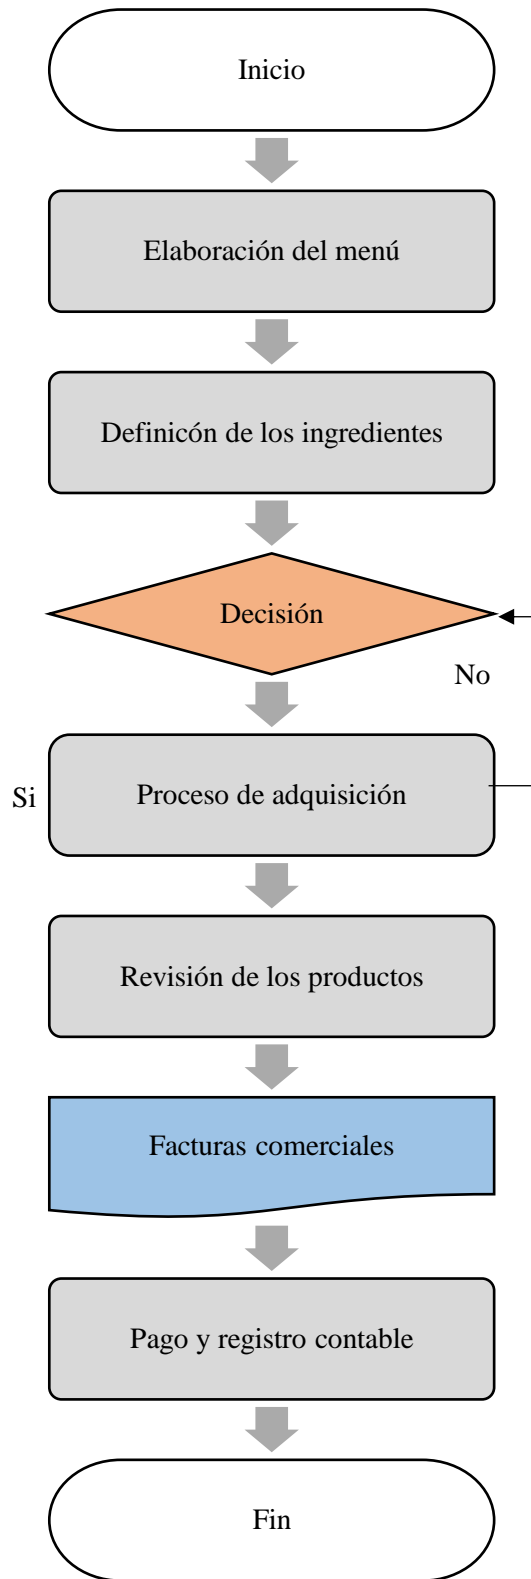 Inicio
Elaboración del menú
Definicón de los ingredientes
Decisión
No
Si
Proceso de adquisición
Revisión de los productos
Facturas comerciales
Pago y registro contable
Fin